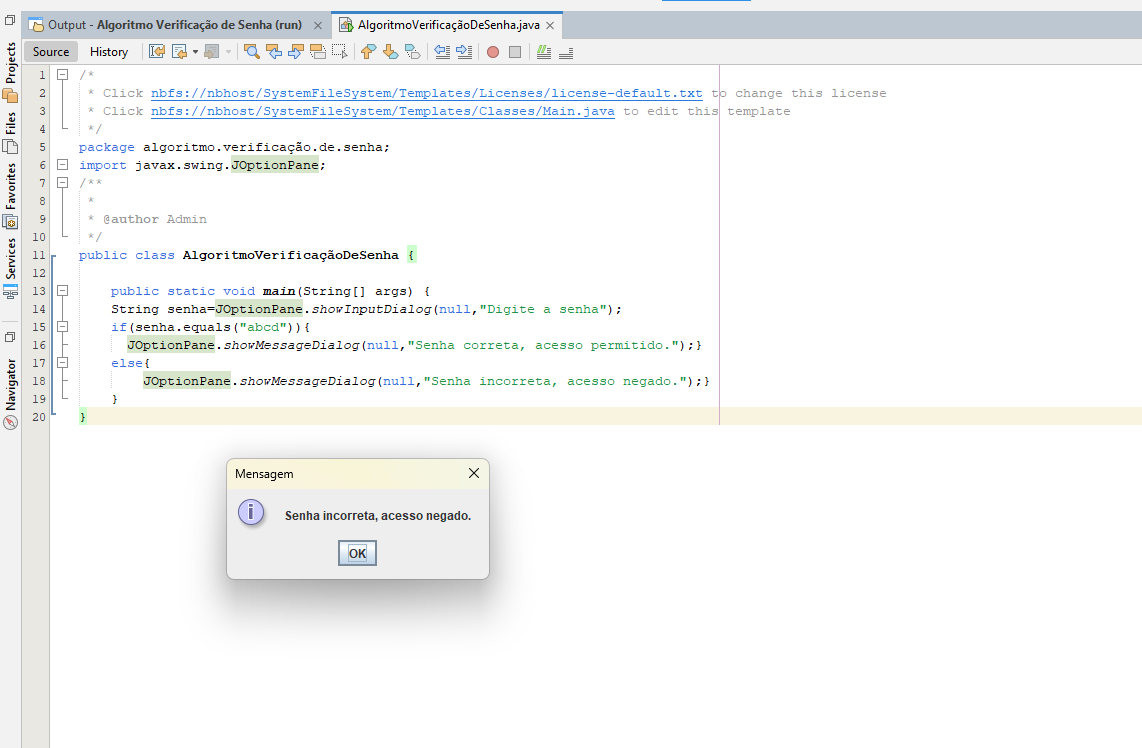 Output - Algoritmo Verificação de Senha (run) ×
AlgoritmoVerificaçãoDeSenha.java ×
Source History
Projects
Files
Favorites
Services
Navigator
1 /*
2 * Click nbfs://nbhost/SystemFileSystem/Templates/Licenses/license-default.txt to change this license
3 * Click nbfs://nbhost/SystemFileSystem/Templates/Classes/Main.java to edit this template
4 */
5 package algoritmo.verificação.de.senha;
6 import javax.swing.JOptionPane;
7 /**
8 *
9 * @author Admin
10 */
11 public class AlgoritmoVerificaçãoDeSenha {
12
13 public static void main(String[] args) {
14 String senha=JOptionPane.showInputDialog(null,"Digite a senha");
15 if(senha.equals("abcd")){
16 JOptionPane.showMessageDialog(null,"Senha correta, acesso permitido.");}
17 else{
18 JOptionPane.showMessageDialog(null,"Senha incorreta, acesso negado.");}
19 }
20 }
Mensagem
Senha incorreta, acesso negado.
OK